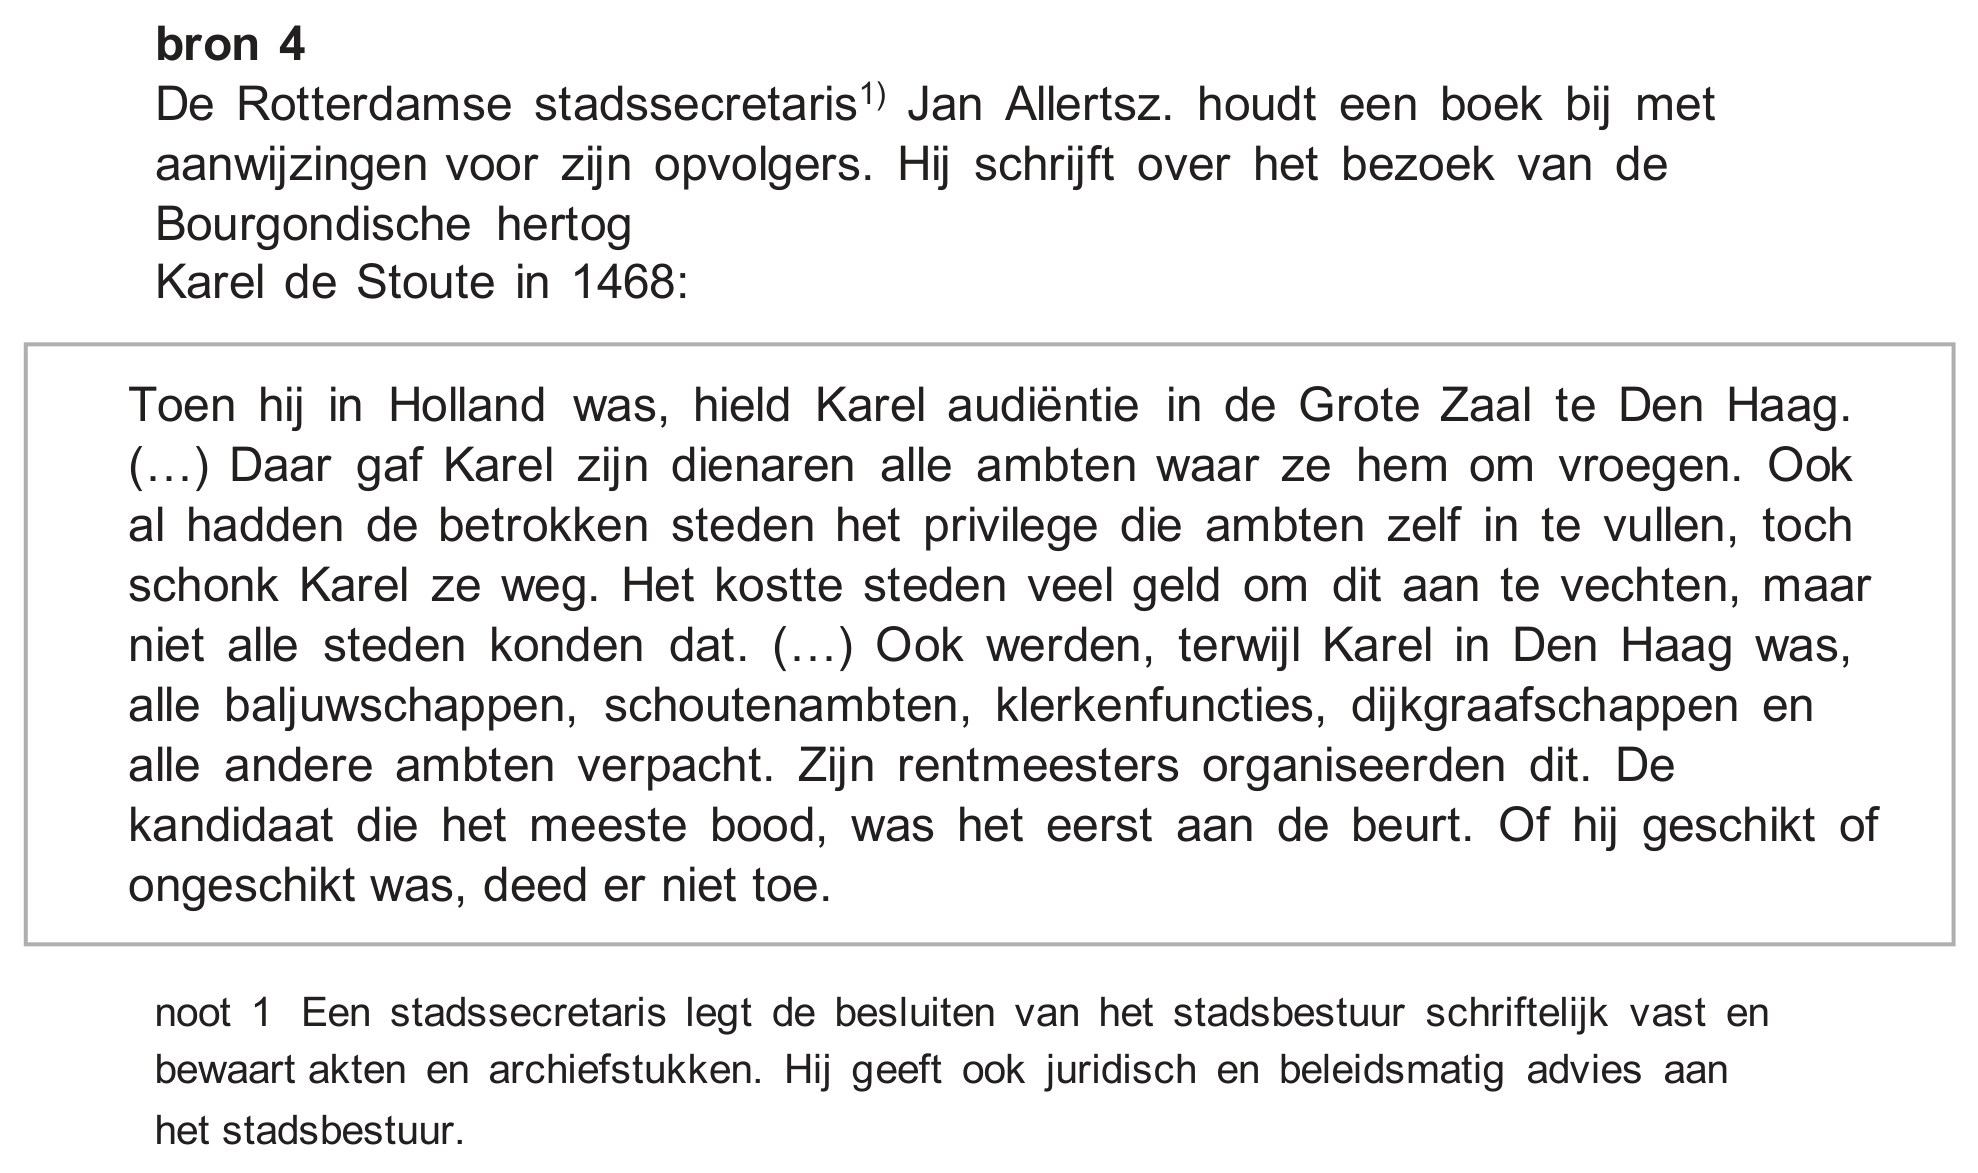 bron 4
De Rotterdamse stadssecretaris1) Jan Allertsz. houdt een boek bij met
aanwijzingen voor zijn opvolgers. Hij schrijft over het bezoek van de
Bourgondische hertog
Karel de Stoute in 1468:
Toen hij in Holland was, hield Karel audiëntie in de Grote Zaal te Den Haag.
(…) Daar gaf Karel zijn dienaren alle ambten waar ze hem om vroegen. Ook
al hadden de betrokken steden het privilege die ambten zelf in te vullen, toch
schonk Karel ze weg. Het kostte steden veel geld om dit aan te vechten, maar
niet alle steden konden dat. (…) Ook werden, terwijl Karel in Den Haag was,
alle baljuwschappen, schoutenambten, klerkenfuncties, dijkgraafschappen en
alle andere ambten verpacht. Zijn rentmeesters organiseerden dit. De
kandidaat die het meeste bood, was het eerst aan de beurt. Of hij geschikt of
ongeschikt was, deed er niet toe.
noot 1 Een stadssecretaris legt de besluiten van het stadsbestuur schriftelijk vast en
bewaart akten en archiefstukken. Hij geeft ook juridisch en beleidsmatig advies aan
het stadsbestuur.